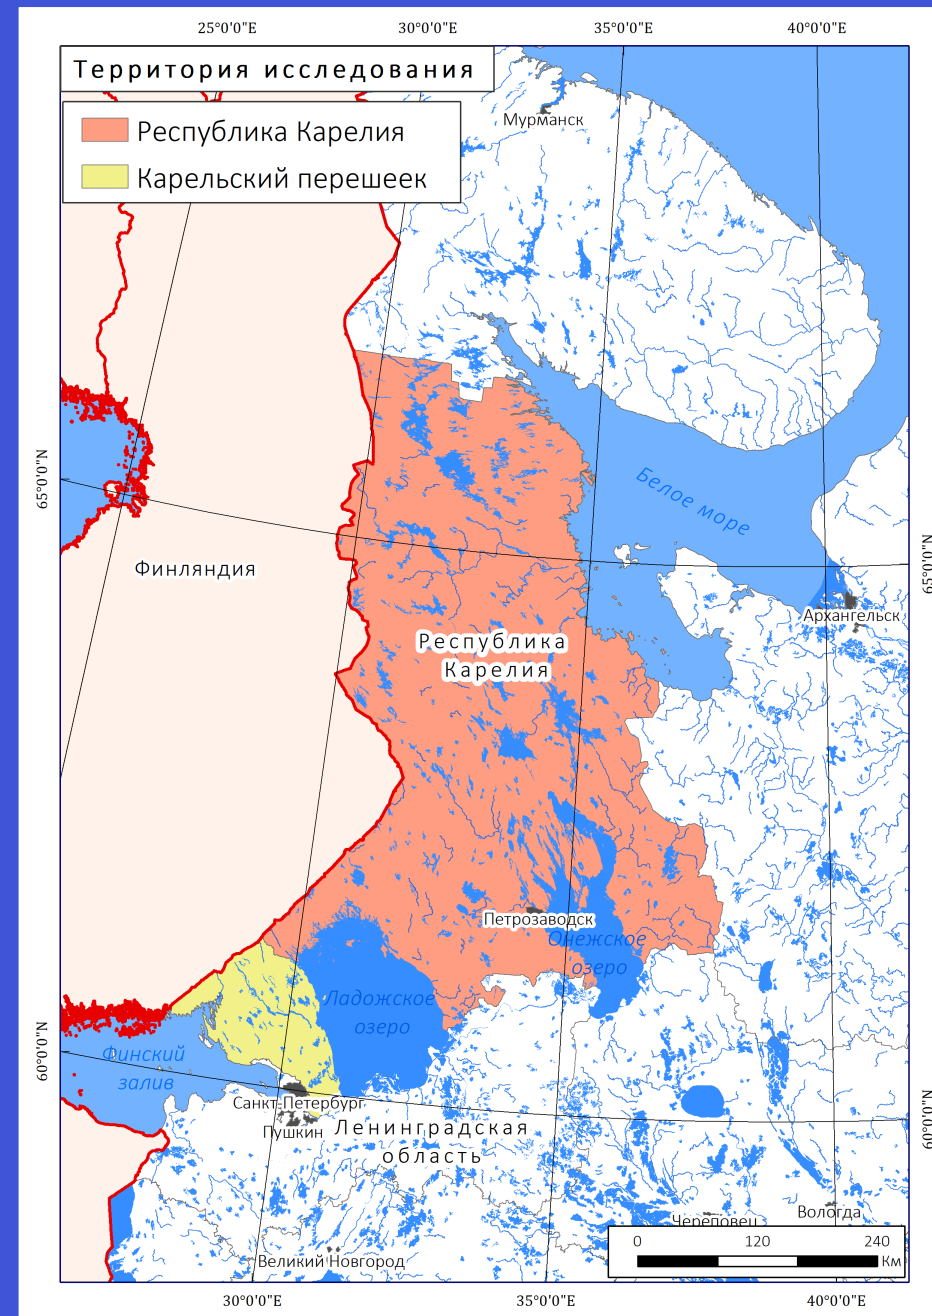 25°0'0"E
30°0'0"E
35°0'0"E
40°0'0"E
Территория исследования
Республика Карелия
Карельский перешеек
Мурманск
65°0'0"N
Белое море
65°0'0"N
Финляндия
Архангельск
Республика
Карелия
Петрозаводск
Онежское
озеро
Ладожское
озеро
60°0'0"N
Финский
залив
Санкт-Петербург
Пушкин
Ленинградская
область
60°0'0"N
Череповец
Вологда
Великий Новгород
0
120
240
Км
30°0'0"E
35°0'0"E
40°0'0"E